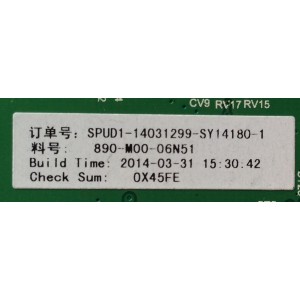 CV9 RV17 RV15
订单号: SPUD1-14031299-SY14180-1
料号: 890-M00-06N51
Build Time: 2014-03-31 15:30:42
Check Sum: 0X45FE